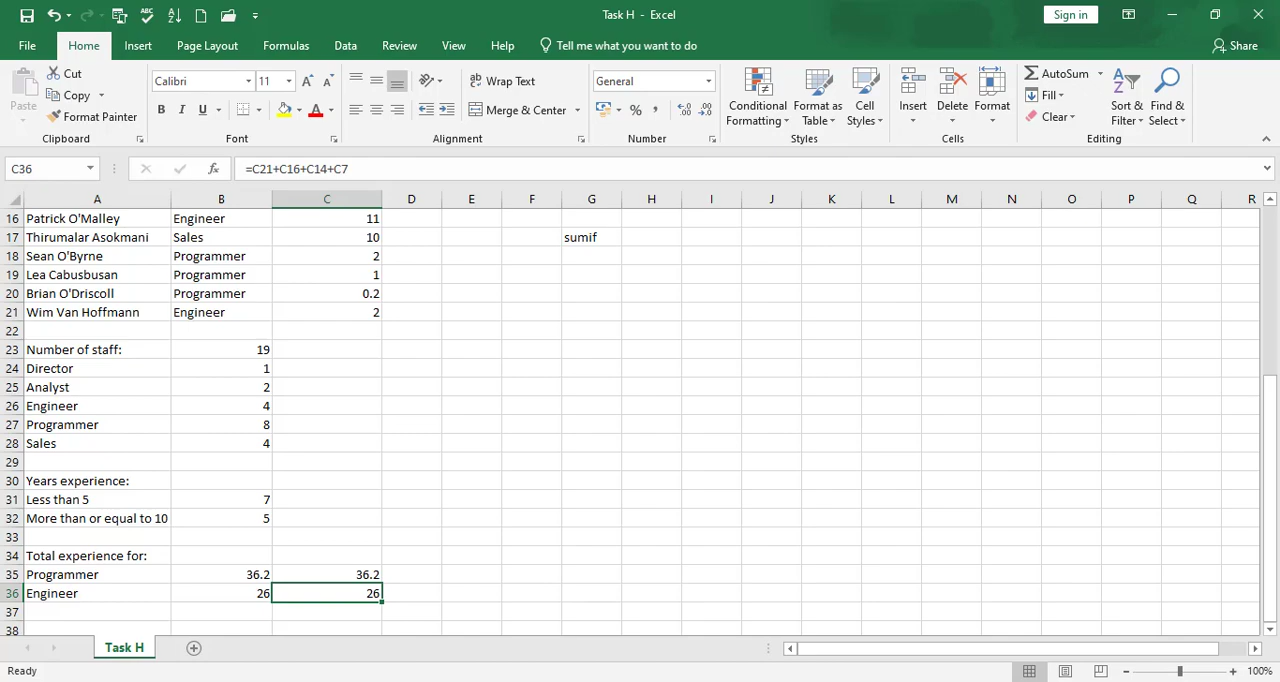 Task H - Excel
Sign in
File Home Insert Page Layout Formulas Data Review View Help Tell me what you want to do Share
Paste
Cut
Copy
Format Painter
Clipboard
Calibri 11
B I U
Font
Wrap Text
Merge & Center
Alignment
General
%
Number
Conditional Formatting
Format as Table
Cell Styles
Styles
Insert
Delete
Format
Cells
AutoSum
Fill
Clear
Sort & Filter
Find & Select
Editing
C36 fx =C21+C16+C14+C7
A B C D E F G H I J K L M N O P Q R
16 Patrick O'Malley Engineer 11
17 Thirumalar Asokmani Sales 10 sumif
18 Sean O'Byrne Programmer 2
19 Lea Cabusbusan Programmer 1
20 Brian O'Driscoll Programmer 0.2
21 Wim Van Hoffmann Engineer 2
22
23 Number of staff: 19
24 Director 1
25 Analyst 2
26 Engineer 4
27 Programmer 8
28 Sales 4
29
30 Years experience:
31 Less than 5 7
32 More than or equal to 10 5
33
34 Total experience for:
35 Programmer 36.2 36.2
36 Engineer 26 26
37
38
Task H
Ready 100%